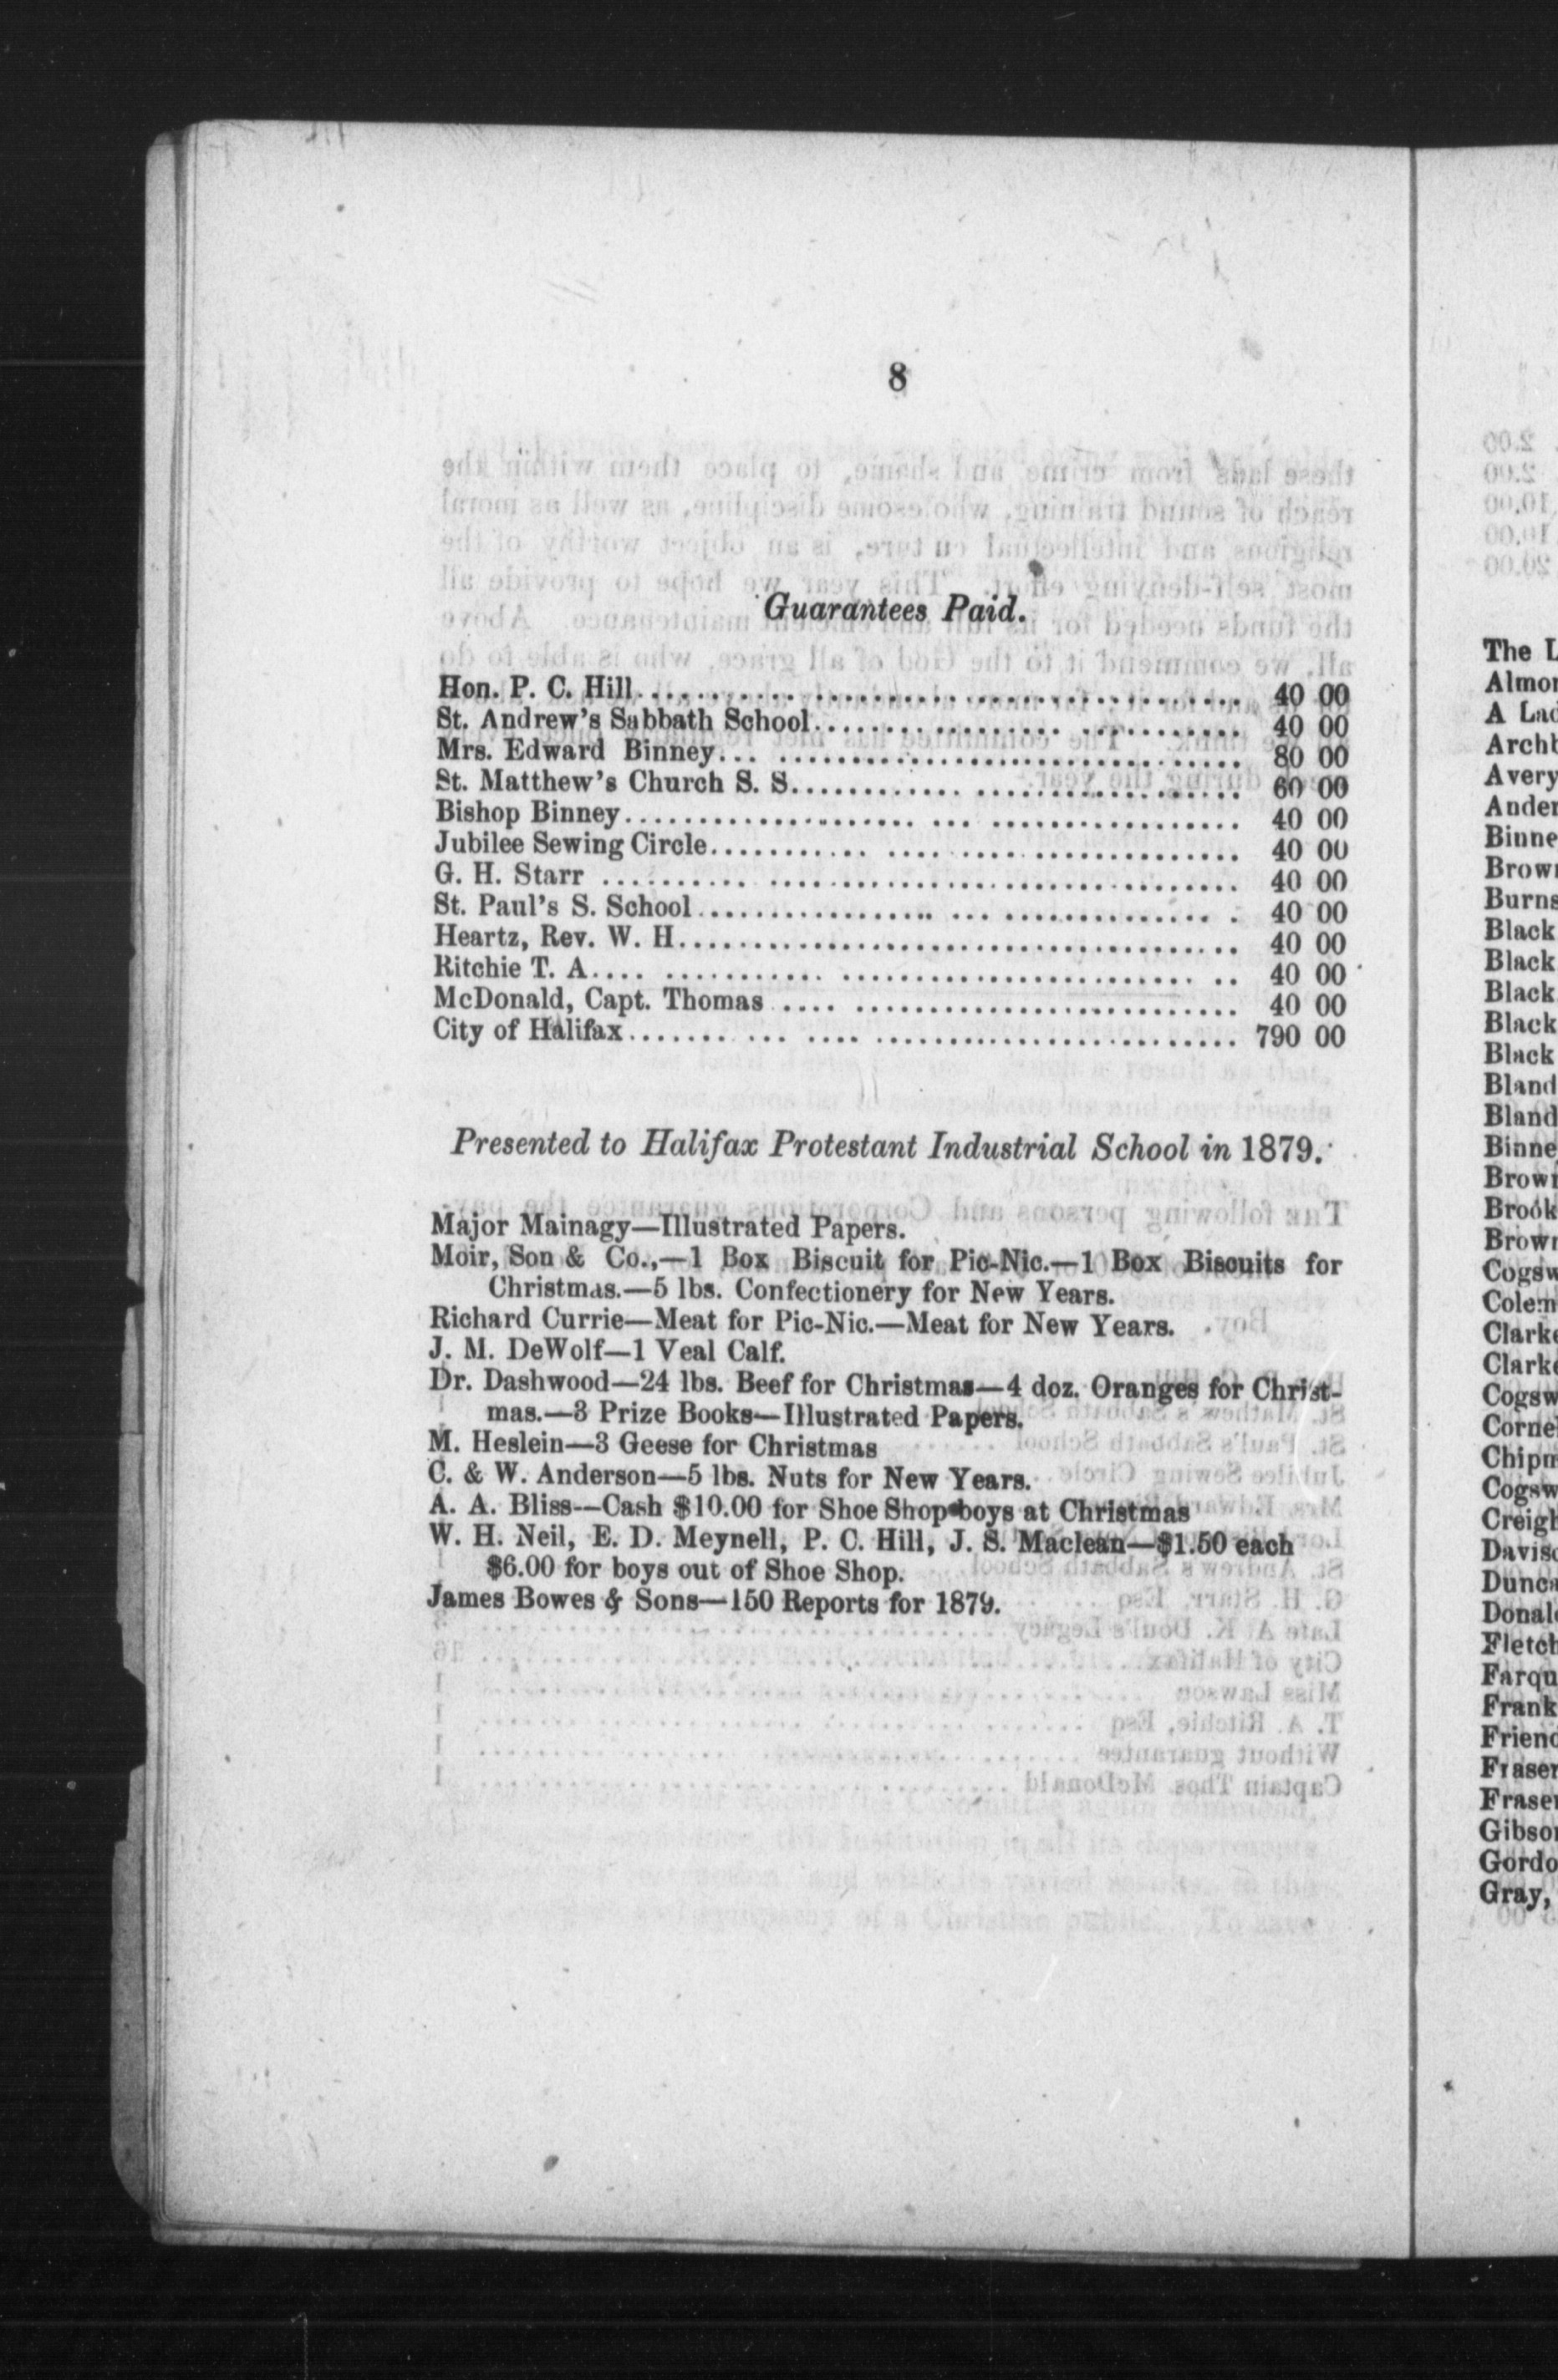 8
Guarantees Paid.
Hon. P. C. Hill........................................ 40 00
St. Andrew's Sabbath School............................ 40 00
Mrs. Edward Binney... ................................. 80 00
St. Matthew's Church S. S.............................. 60 00
Bishop Binney.................... ... ................. 40 00
Jubilee Sewing Circle........... .... ................. 40 00
G. H. Starr .......... ................................ 40 00
St. Paul's S. School................. ... .............. . 40 00
Heartz, Rev. W. H...................................... 40 00
Ritchie T. A.... ........... ........................ .. 40 00
McDonald, Capt. Thomas .... ........................... 40 00
City of Halifax....... ... .... ......................... 790 00
Presented to Halifax Protestant Industrial School in 1879.
Major Mainagy—Illustrated Papers.
Moir, Son & Co.,—1 Box Biscuit for Pic-Nic.—1 Box Biscuits for
Christmas.—5 lbs. Confectionery for New Years.
Richard Currie—Meat for Pic-Nic.—Meat for New Years.
J. M. DeWolf—1 Veal Calf.
Dr. Dashwood—24 lbs. Beef for Christmas—4 doz. Oranges for Christ-
mas.—3 Prize Books—Illustrated Papers.
M. Heslein—3 Geese for Christmas
C. & W. Anderson—5 lbs. Nuts for New Years.
A. A. Bliss—Cash $10.00 for Shoe Shop boys at Christmas
W. H. Neil, E. D. Meynell, P. C. Hill, J. S. Maclean—$1.50 each
$6.00 for boys out of Shoe Shop.
James Bowes & Sons—150 Reports for 1879.
The
A
Avery
Black
Black
Black
Black
Black
Gray,